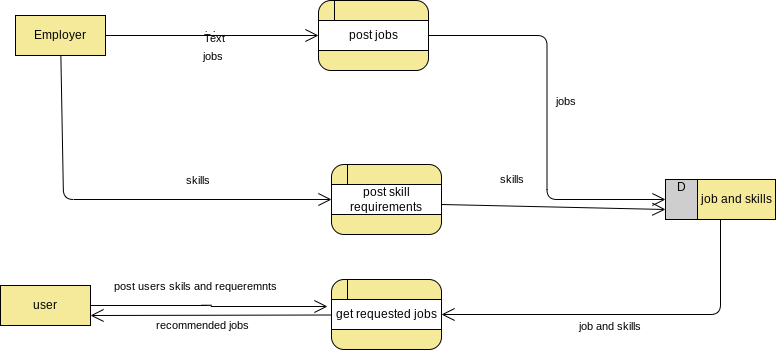 Employer
post jobs
Text
jobs
jobs
skills
post skill
requirements
skills
D
job and skills
post users skils and requeremnts
user
get requested jobs
recommended jobs
job and skills